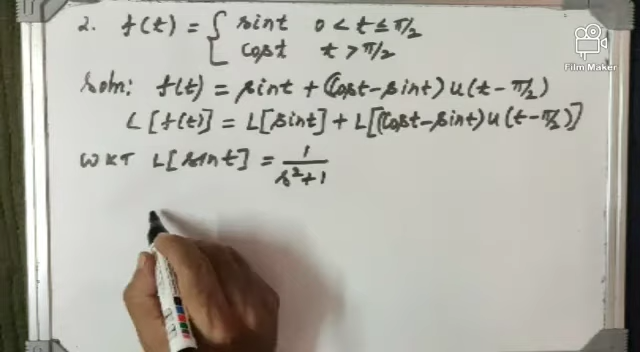 2. f(t) = { sint 0 < t ≤ π/2
cost t > π/2
Soln: f(t) = sint + (cost - sint) u(t - π/2)
L[f(t)] = L[sint] + L[(cost - sint) u(t - π/2)]
WKT L[sint] = 1/(s²+1)
Film Maker